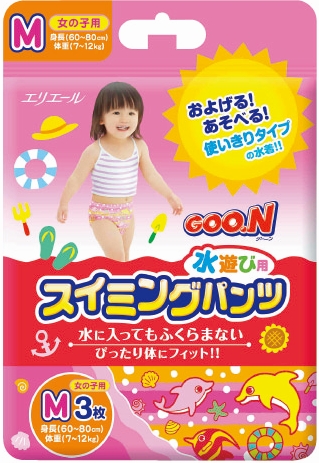 M
女の子用
身長(60~80cm)
体重(7~12kg)
エリエール
およげる!
あそべる!
使いきりタイプ
の水着!!
GOO.N
グ〜ン
水遊び用
スイミングパンツ
水に入ってもふくらまない
ぴったり体にフィット!!
女の子用
M 3枚
身長(60~80cm)
体重(7~12kg)